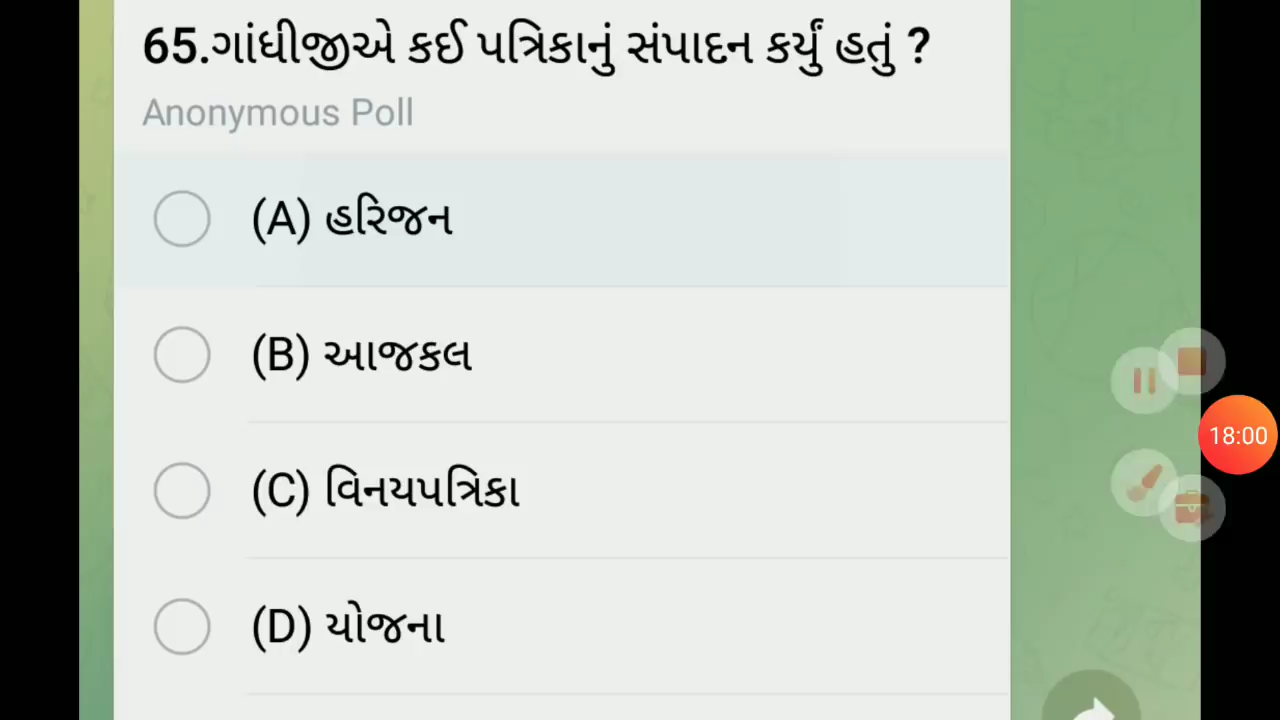 65.ગાંધીજીએ કઈ પત્રિકાનું સંપાદન કર્યું હતું ?
Anonymous Poll
(A) હરિજન
(B) આજકલ
(C) વિનયપત્રિકા
(D) યોજના
18:00